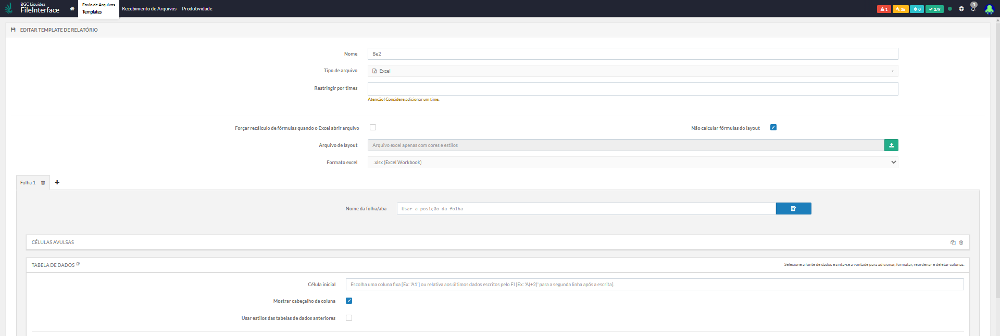 BGC Liquidez
FileInterface
Envio de Arquivos
Templates
Recebimento de Arquivos
Produtividade
1
36
0
379
3
EDITAR TEMPLATE DE RELATÓRIO
Nome
Be2
Tipo de arquivo
Excel
Restringir por times
Atenção! Considere adicionar um time.
Forçar recálculo de fórmulas quando o Excel abrir arquivo
Não calcular fórmulas do layout
Arquivo de layout
Arquivo excel apenas com cores e estilos
Formato excel
.xlsx (Excel Workbook)
Folha 1
Nome da folha/aba
Usar a posição da folha
CÉLULAS AVULSAS
TABELA DE DADOS
Selecione a fonte de dados e sinta-se a vontade para adicionar, formatar, reordenar e deletar colunas.
Célula inicial
Escolha uma coluna fixa [Ex: 'A1'] ou relativa aos últimos dados escritos pelo FI [Ex: 'A(+2)' para a segunda linha após a escrita].
Mostrar cabeçalho da coluna
Usar estilos das tabelas de dados anteriores